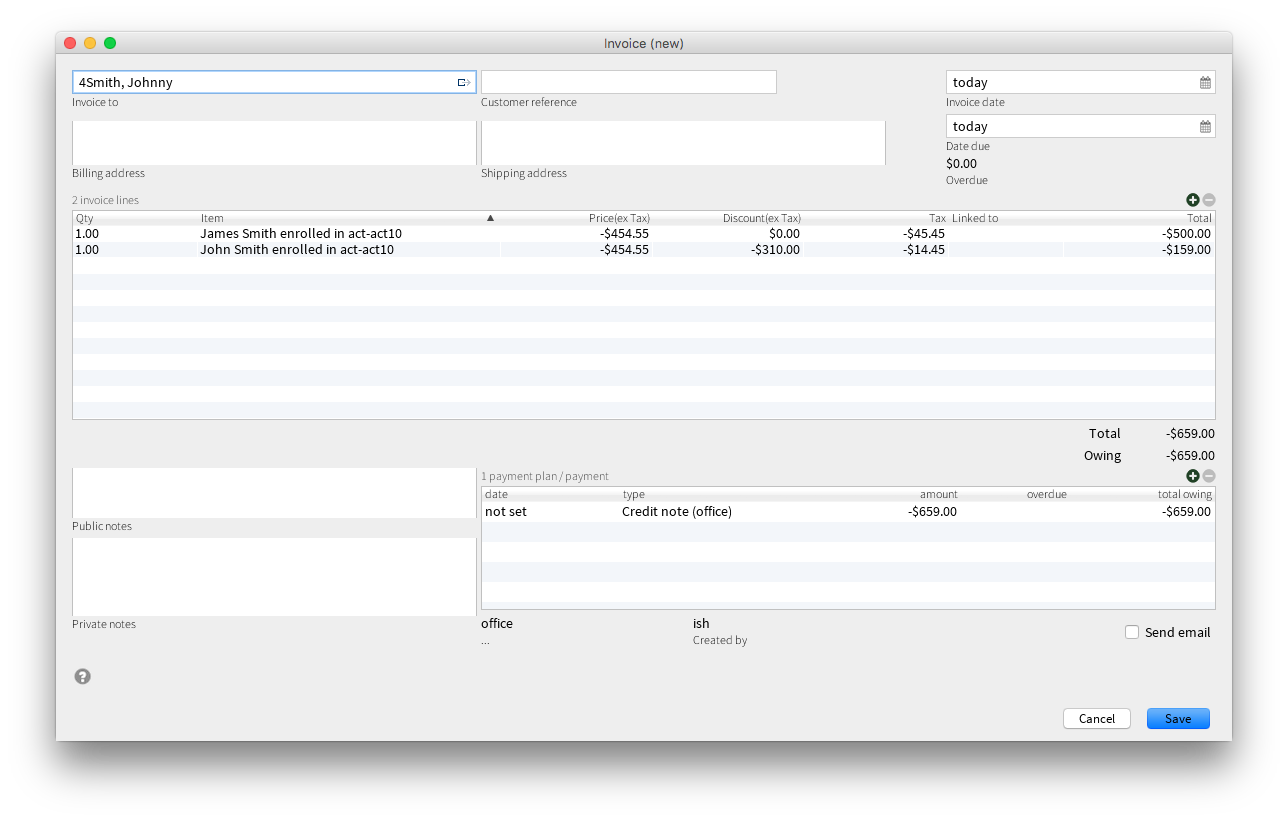 Invoice (new)
4Smith, Johnny
today
Invoice to
Customer reference
Invoice date
today
Date due
Billing address
Shipping address
$0.00
Overdue
2 invoice lines
Qty Item Price(ex Tax) Discount(ex Tax) Tax Linked to Total
1.00 James Smith enrolled in act-act10 -$454.55 $0.00 -$45.45 -$500.00
1.00 John Smith enrolled in act-act10 -$454.55 -$310.00 -$14.45 -$159.00
Total -$659.00
Owing -$659.00
1 payment plan / payment
date type amount overdue total owing
not set Credit note (office) -$659.00 -$659.00
Public notes
Private notes
office
...
ish
Created by
Send email
?
Cancel
Save